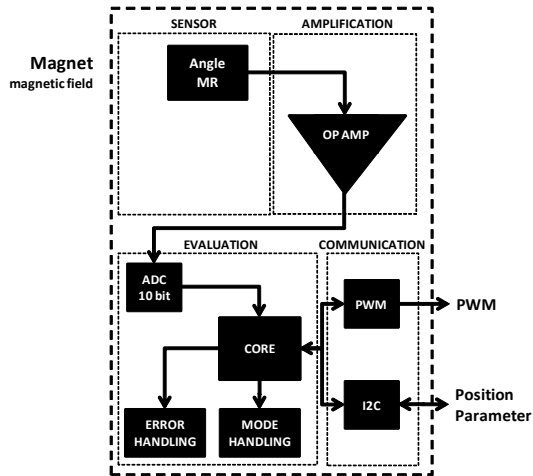 SENSOR
AMPLIFICATION
Magnet
magnetic field
Angle
MR
OP AMP
EVALUATION
COMMUNICATION
ADC
10 bit
PWM
PWM
CORE
I2C
Position
Parameter
ERROR
HANDLING
MODE
HANDLING